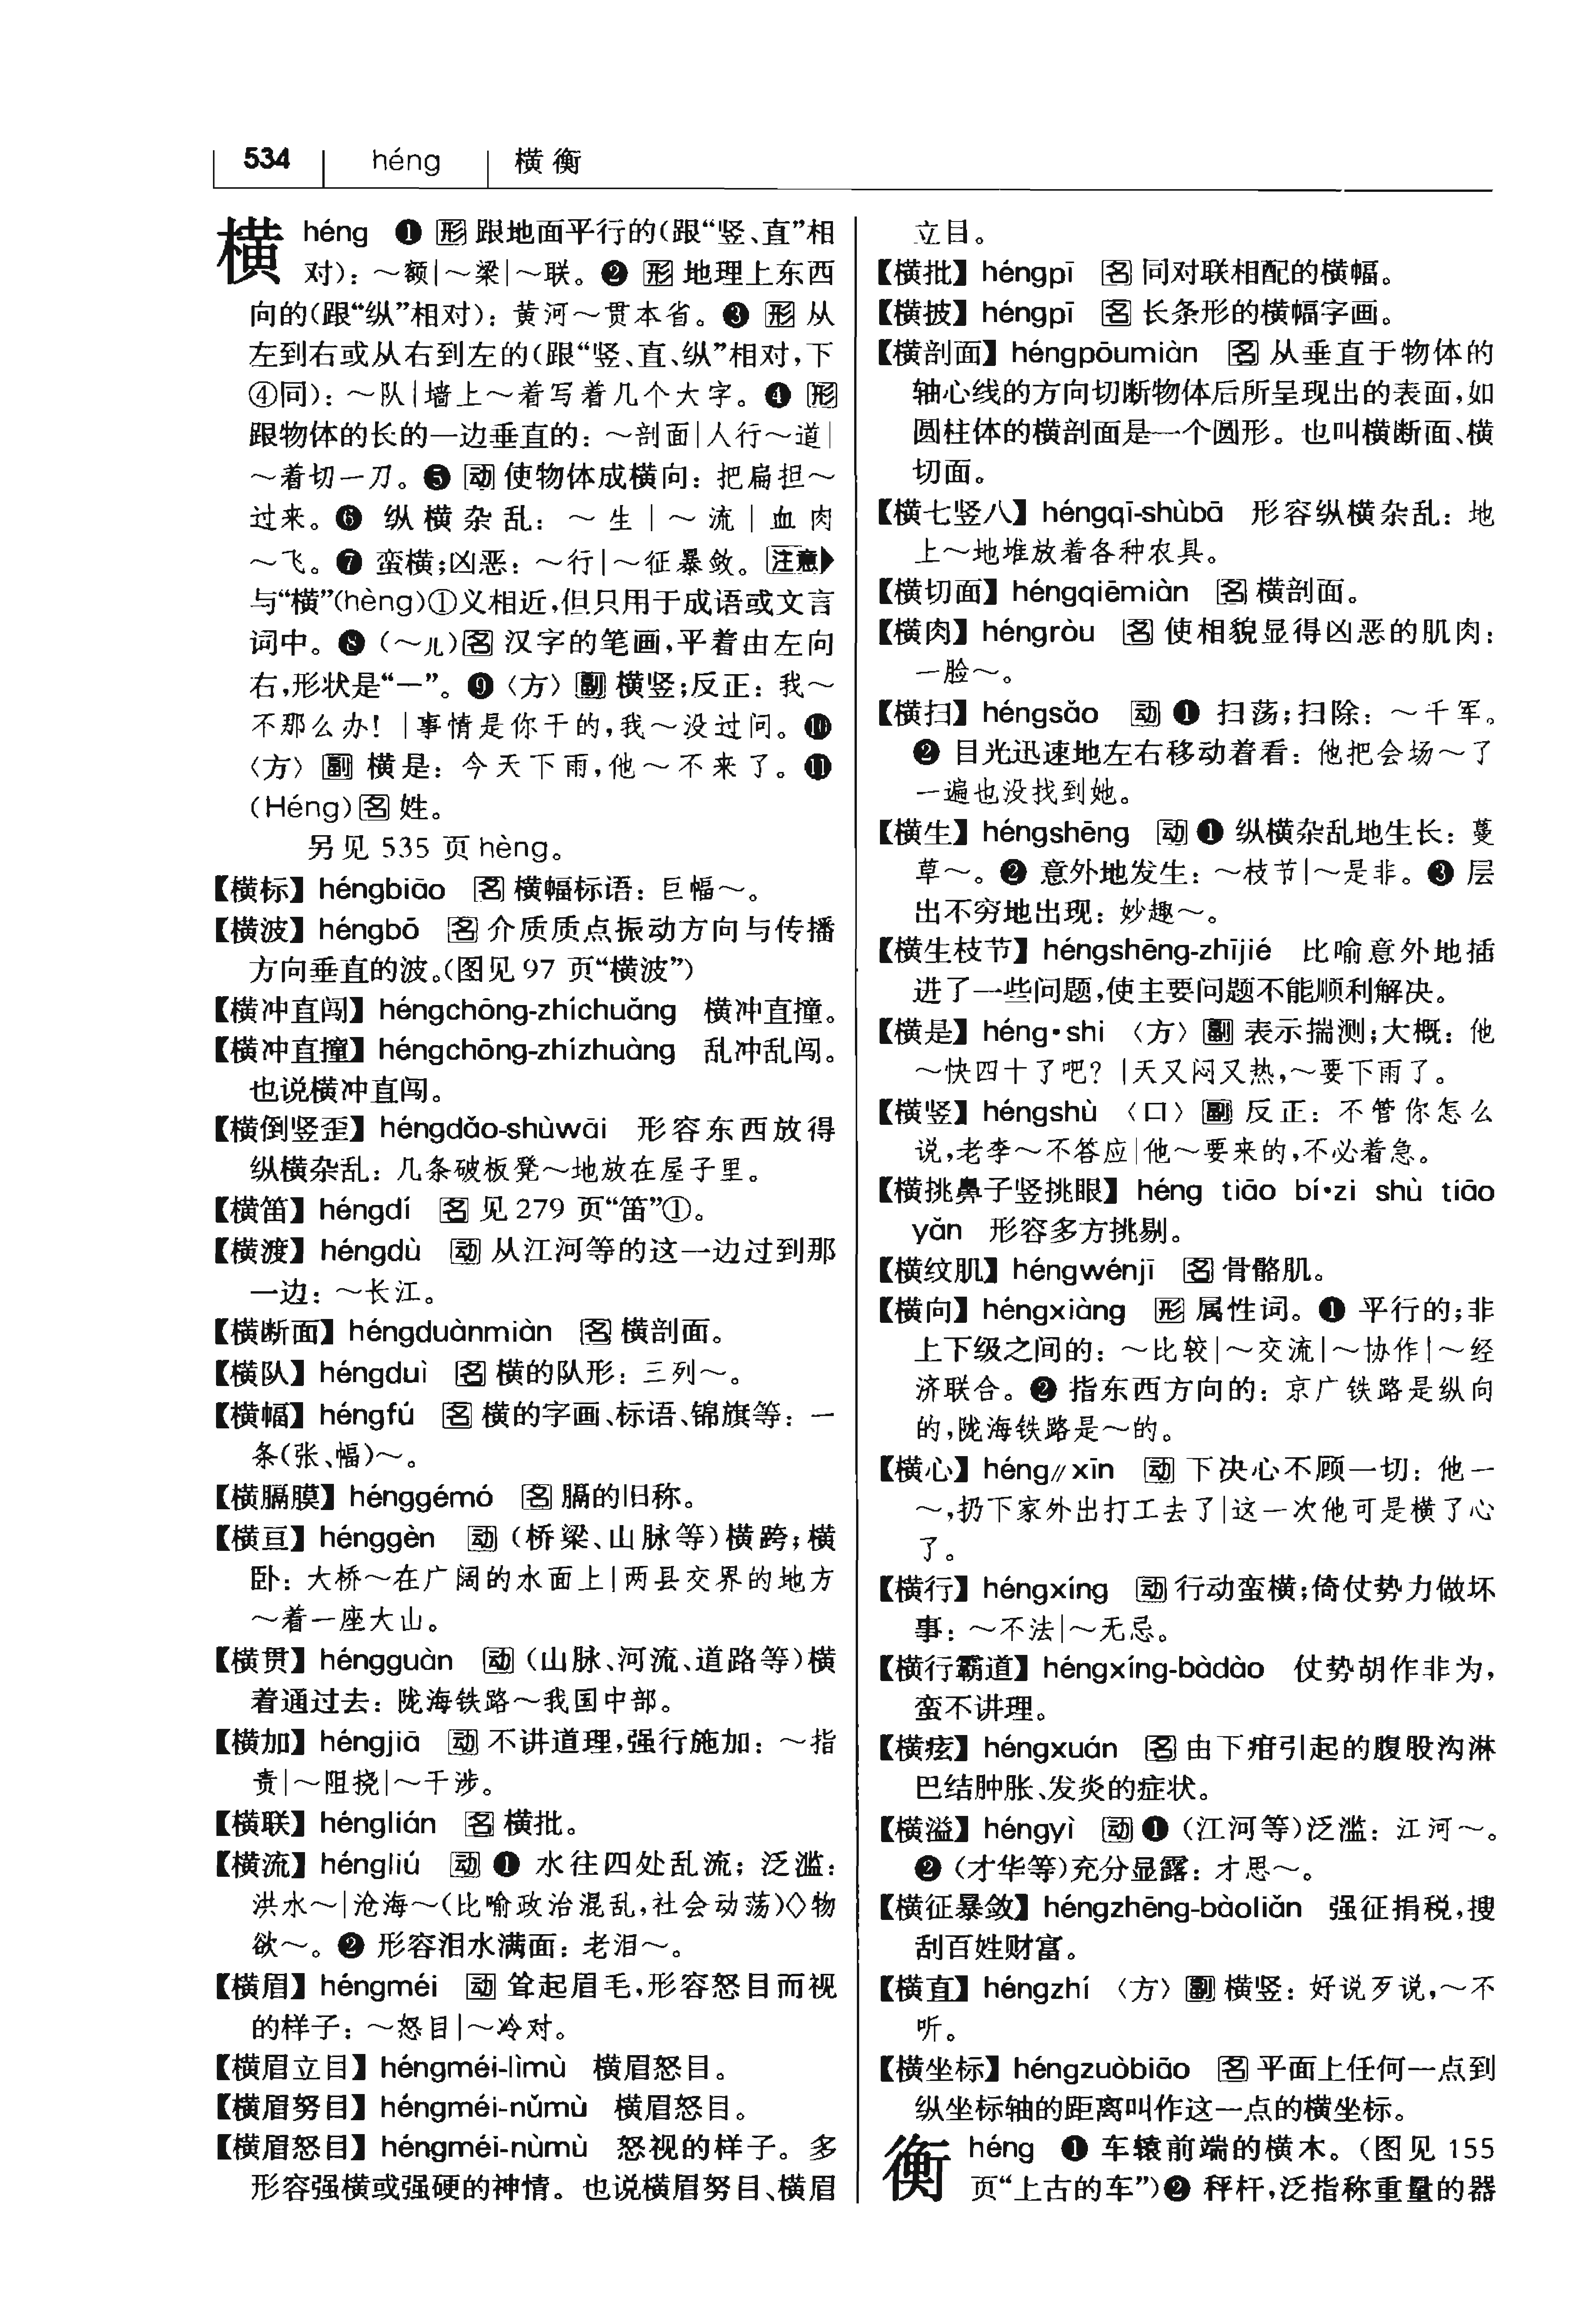 534 héng 横衡
横 héng ❶ 形 跟地面平行的(跟“竖、直”相
对): ～额|～梁|～联。❷ 形 地理上东西
向的(跟“纵”相对): 黄河～贯本省。❸ 形 从
左到右或从右到左的(跟“竖、直、纵”相对,下
④同): ～队|墙上～着写着几个大字。❹ 形
跟物体的长的一边垂直的: ～剖面|人行～道|
～着切一刀。❺ 动 使物体成横向: 把扁担～
过来。❻ 纵横杂乱: ～生|～流|血肉
～飞。❼ 蛮横;凶恶: ～行|～征暴敛。注意▶
与“横”(hèng)①义相近,但只用于成语或文言
词中。❽ (～儿)名 汉字的笔画,平着由左向
右,形状是“一”。❾〈方〉副 横竖;反正: 我～
不那么办! |事情是你干的,我～没过问。❿
〈方〉副 横是: 今天下雨,他～不来了。⓫
(Héng)名 姓。
另见 535 页 hèng。
【横标】héngbiāo 名 横幅标语: 巨幅～。
【横波】héngbō 名 介质质点振动方向与传播
方向垂直的波。(图见 97 页“横波”)
【横冲直闯】héngchōng-zhíchuǎng 横冲直撞。
【横冲直撞】héngchōng-zhízhuàng 乱冲乱闯。
也说横冲直闯。
【横倒竖歪】héngdǎo-shùwāi 形容东西放得
纵横杂乱: 几条破板凳～地放在屋子里。
【横笛】héngdí 名 见 279 页“笛”①。
【横渡】héngdù 动 从江河等的这一边过到那
一边: ～长江。
【横断面】héngduànmiàn 名 横剖面。
【横队】héngduì 名 横的队形: 三列～。
【横幅】héngfú 名 横的字画、标语、锦旗等: 一
条(张、幅)～。
【横膈膜】hénggémó 名 膈的旧称。
【横亘】hénggèn 动 (桥梁、山脉等)横跨;横
卧: 大桥～在广阔的水面上|两县交界的地方
～着一座大山。
【横贯】héngguàn 动 (山脉、河流、道路等)横
着通过去: 陇海铁路～我国中部。
【横加】héngjiā 动 不讲道理,强行施加: ～指
责|～阻挠|～干涉。
【横联】hénglián 名 横批。
【横流】héngliú 动 ❶ 水往四处乱流; 泛滥:
洪水～|沧海～(比喻政治混乱,社会动荡)◇物
欲～。❷ 形容泪水满面: 老泪～。
【横眉】héngméi 动 耸起眉毛,形容怒目而视
的样子: ～怒目|～冷对。
【横眉立目】héngméi-lìmù 横眉怒目。
【横眉努目】héngméi-nǔmù 横眉怒目。
【横眉怒目】héngméi-nùmù 怒视的样子。多
形容强横或强硬的神情。也说横眉努目、横眉
立目。
【横批】héngpī 名 同对联相配的横幅。
【横披】héngpī 名 长条形的横幅字画。
【横剖面】héngpōumiàn 名 从垂直于物体的
轴心线的方向切断物体后所呈现出的表面,如
圆柱体的横剖面是一个圆形。也叫横断面、横
切面。
【横七竖八】héngqī-shùbā 形容纵横杂乱: 地
上～地堆放着各种农具。
【横切面】héngqiēmiàn 名 横剖面。
【横肉】héngròu 名 使相貌显得凶恶的肌肉:
一脸～。
【横扫】héngsǎo 动 ❶ 扫荡;扫除: ～千军。
❷ 目光迅速地左右移动着看: 他把会场～了
一遍也没找到她。
【横生】héngshēng 动 ❶ 纵横杂乱地生长: 蔓
草～。❷ 意外地发生: ～枝节|～是非。❸ 层
出不穷地出现: 妙趣～。
【横生枝节】héngshēng-zhījié 比喻意外地插
进了一些问题,使主要问题不能顺利解决。
【横是】héng•shi 〈方〉副 表示揣测;大概: 他
～快四十了吧? |天又闷又热,～要下雨了。
【横竖】héngshù 〈口〉副 反正: 不管你怎么
说,老李～不答应|他～要来的,不必着急。
【横挑鼻子竖挑眼】héng tiāo bí•zi shù tiāo
yǎn 形容多方挑剔。
【横纹肌】héngwénjī 名 骨骼肌。
【横向】héngxiàng 形 属性词。❶ 平行的;非
上下级之间的: ～比较|～交流|～协作|～经
济联合。❷ 指东西方向的: 京广铁路是纵向
的,陇海铁路是～的。
【横心】héng∥xīn 动 下决心不顾一切: 他一
～,扔下家外出打工去了|这一次他可是横了心
了。
【横行】héngxíng 动 行动蛮横;倚仗势力做坏
事: ～不法|～无忌。
【横行霸道】héngxíng-bàdào 仗势胡作非为,
蛮不讲理。
【横痃】héngxuán 名 由下疳引起的腹股沟淋
巴结肿胀、发炎的症状。
【横溢】héngyì 动 ❶ (江河等)泛滥: 江河～。
❷ (才华等)充分显露: 才思～。
【横征暴敛】héngzhēng-bàoliǎn 强征捐税,搜
刮百姓财富。
【横直】héngzhí 〈方〉副 横竖: 好说歹说,～不
听。
【横坐标】héngzuòbiāo 名 平面上任何一点到
纵坐标轴的距离叫作这一点的横坐标。
衡 héng ❶ 车辕前端的横木。(图见 155
页“上古的车”)❷ 秤杆,泛指称重量的器